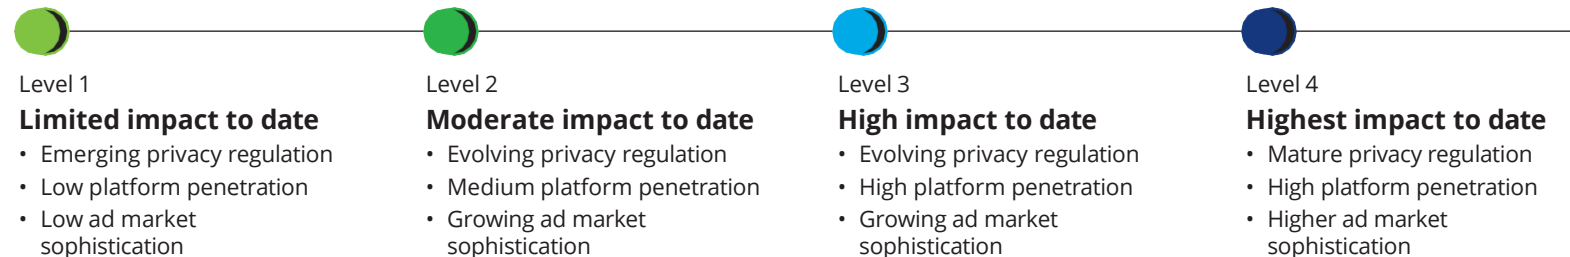 Level 1
Limited impact to date
• Emerging privacy regulation
• Low platform penetration
• Low ad market
sophistication
Level 2
Moderate impact to date
• Evolving privacy regulation
• Medium platform penetration
• Growing ad market
sophistication
Level 3
High impact to date
• Evolving privacy regulation
• High platform penetration
• Growing ad market
sophistication
Level 4
Highest impact to date
• Mature privacy regulation
• High platform penetration
• Higher ad market
sophistication